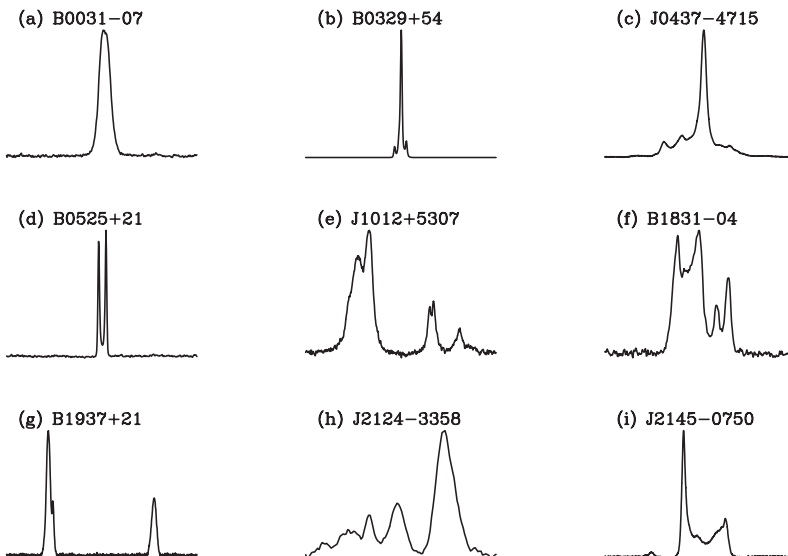 (a) B0031−07
(b) B0329+54
(c) J0437−4715
(d) B0525+21
(e) J1012+5307
(f) B1831−04
(g) B1937+21
(h) J2124−3358
(i) J2145−0750